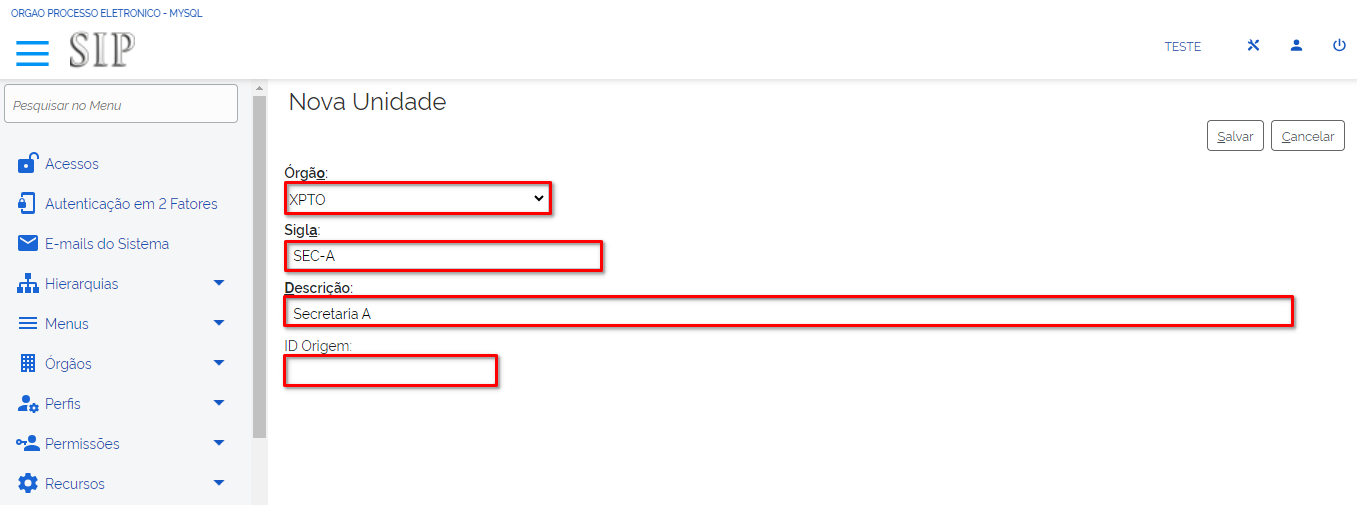 ORGAO PROCESSO ELETRONICO - MYSQL
SIP
TESTE
Pesquisar no Menu
Acessos
Autenticação em 2 Fatores
E-mails do Sistema
Hierarquias
Menus
Órgãos
Perfis
Permissões
Recursos
Nova Unidade
Salvar Cancelar
Órgão:
XPTO
Sigla:
SEC-A
Descrição:
Secretaria A
ID Origem: